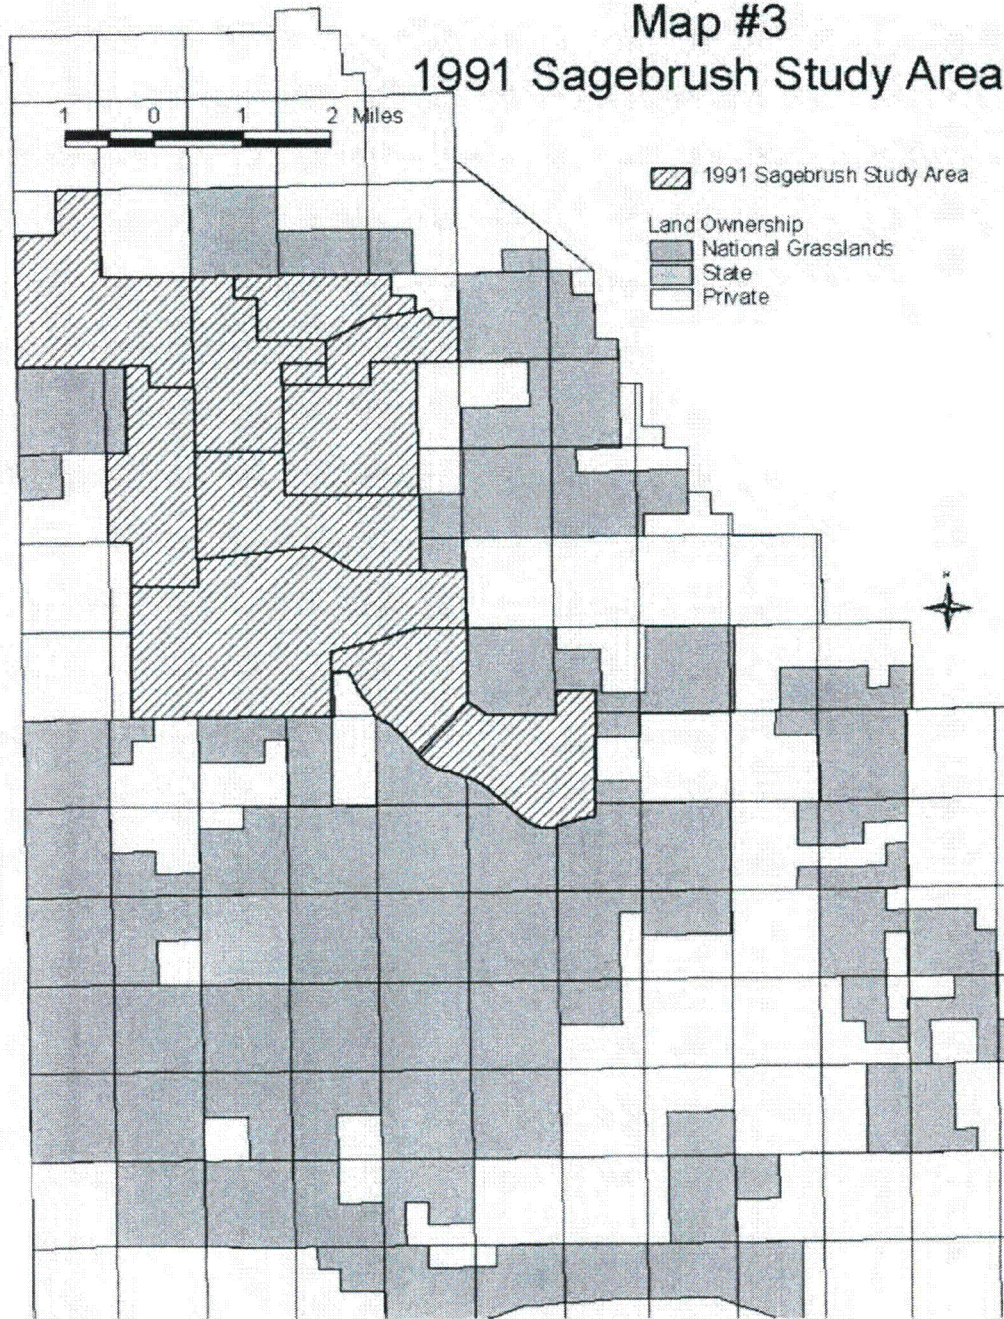 Map #3
1991 Sagebrush Study Area
1 0 1 2 Miles
1991 Sagebrush Study Area
Land Ownership
National Grasslands
State
Private
N